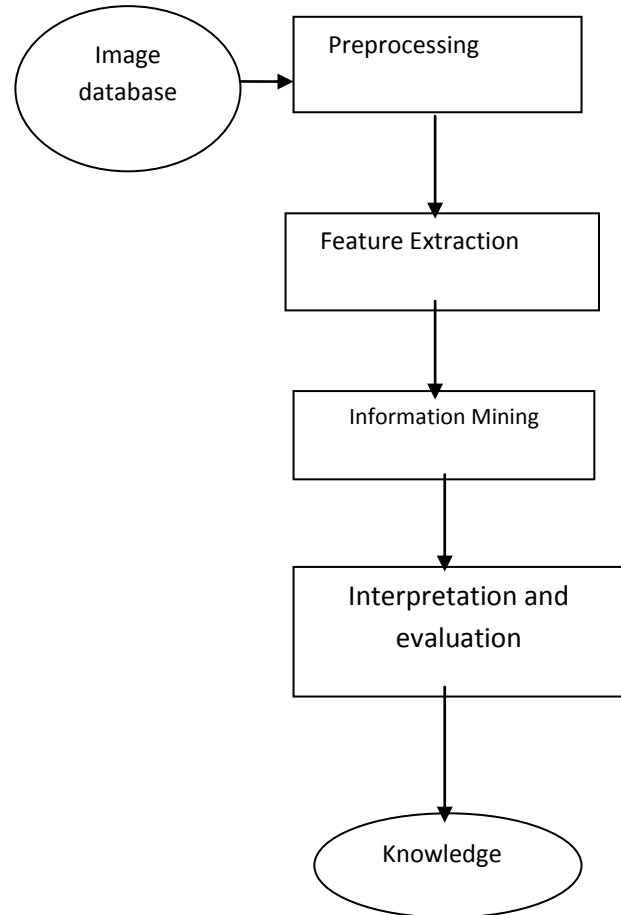 Image
database
Preprocessing
Feature Extraction
Information Mining
Interpretation and
evaluation
Knowledge